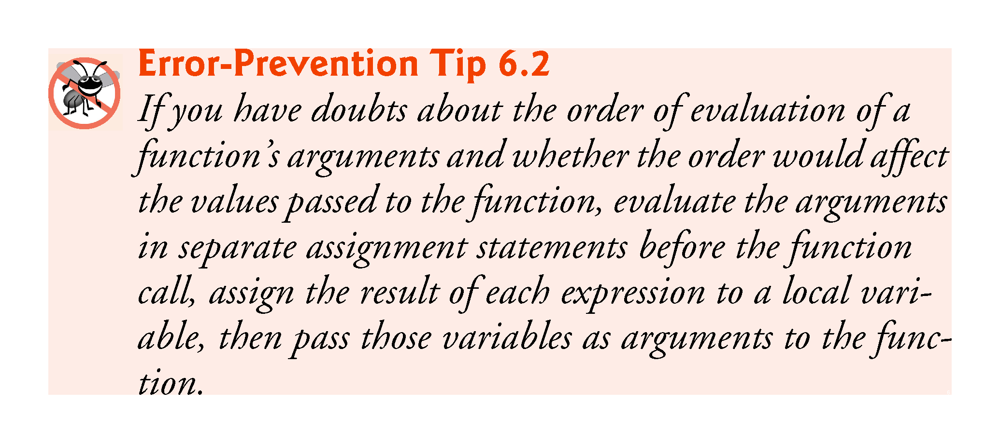 Error-Prevention Tip 6.2
If you have doubts about the order of evaluation of a
function’s arguments and whether the order would affect
the values passed to the function, evaluate the arguments
in separate assignment statements before the function
call, assign the result of each expression to a local vari-
able, then pass those variables as arguments to the func-
tion.